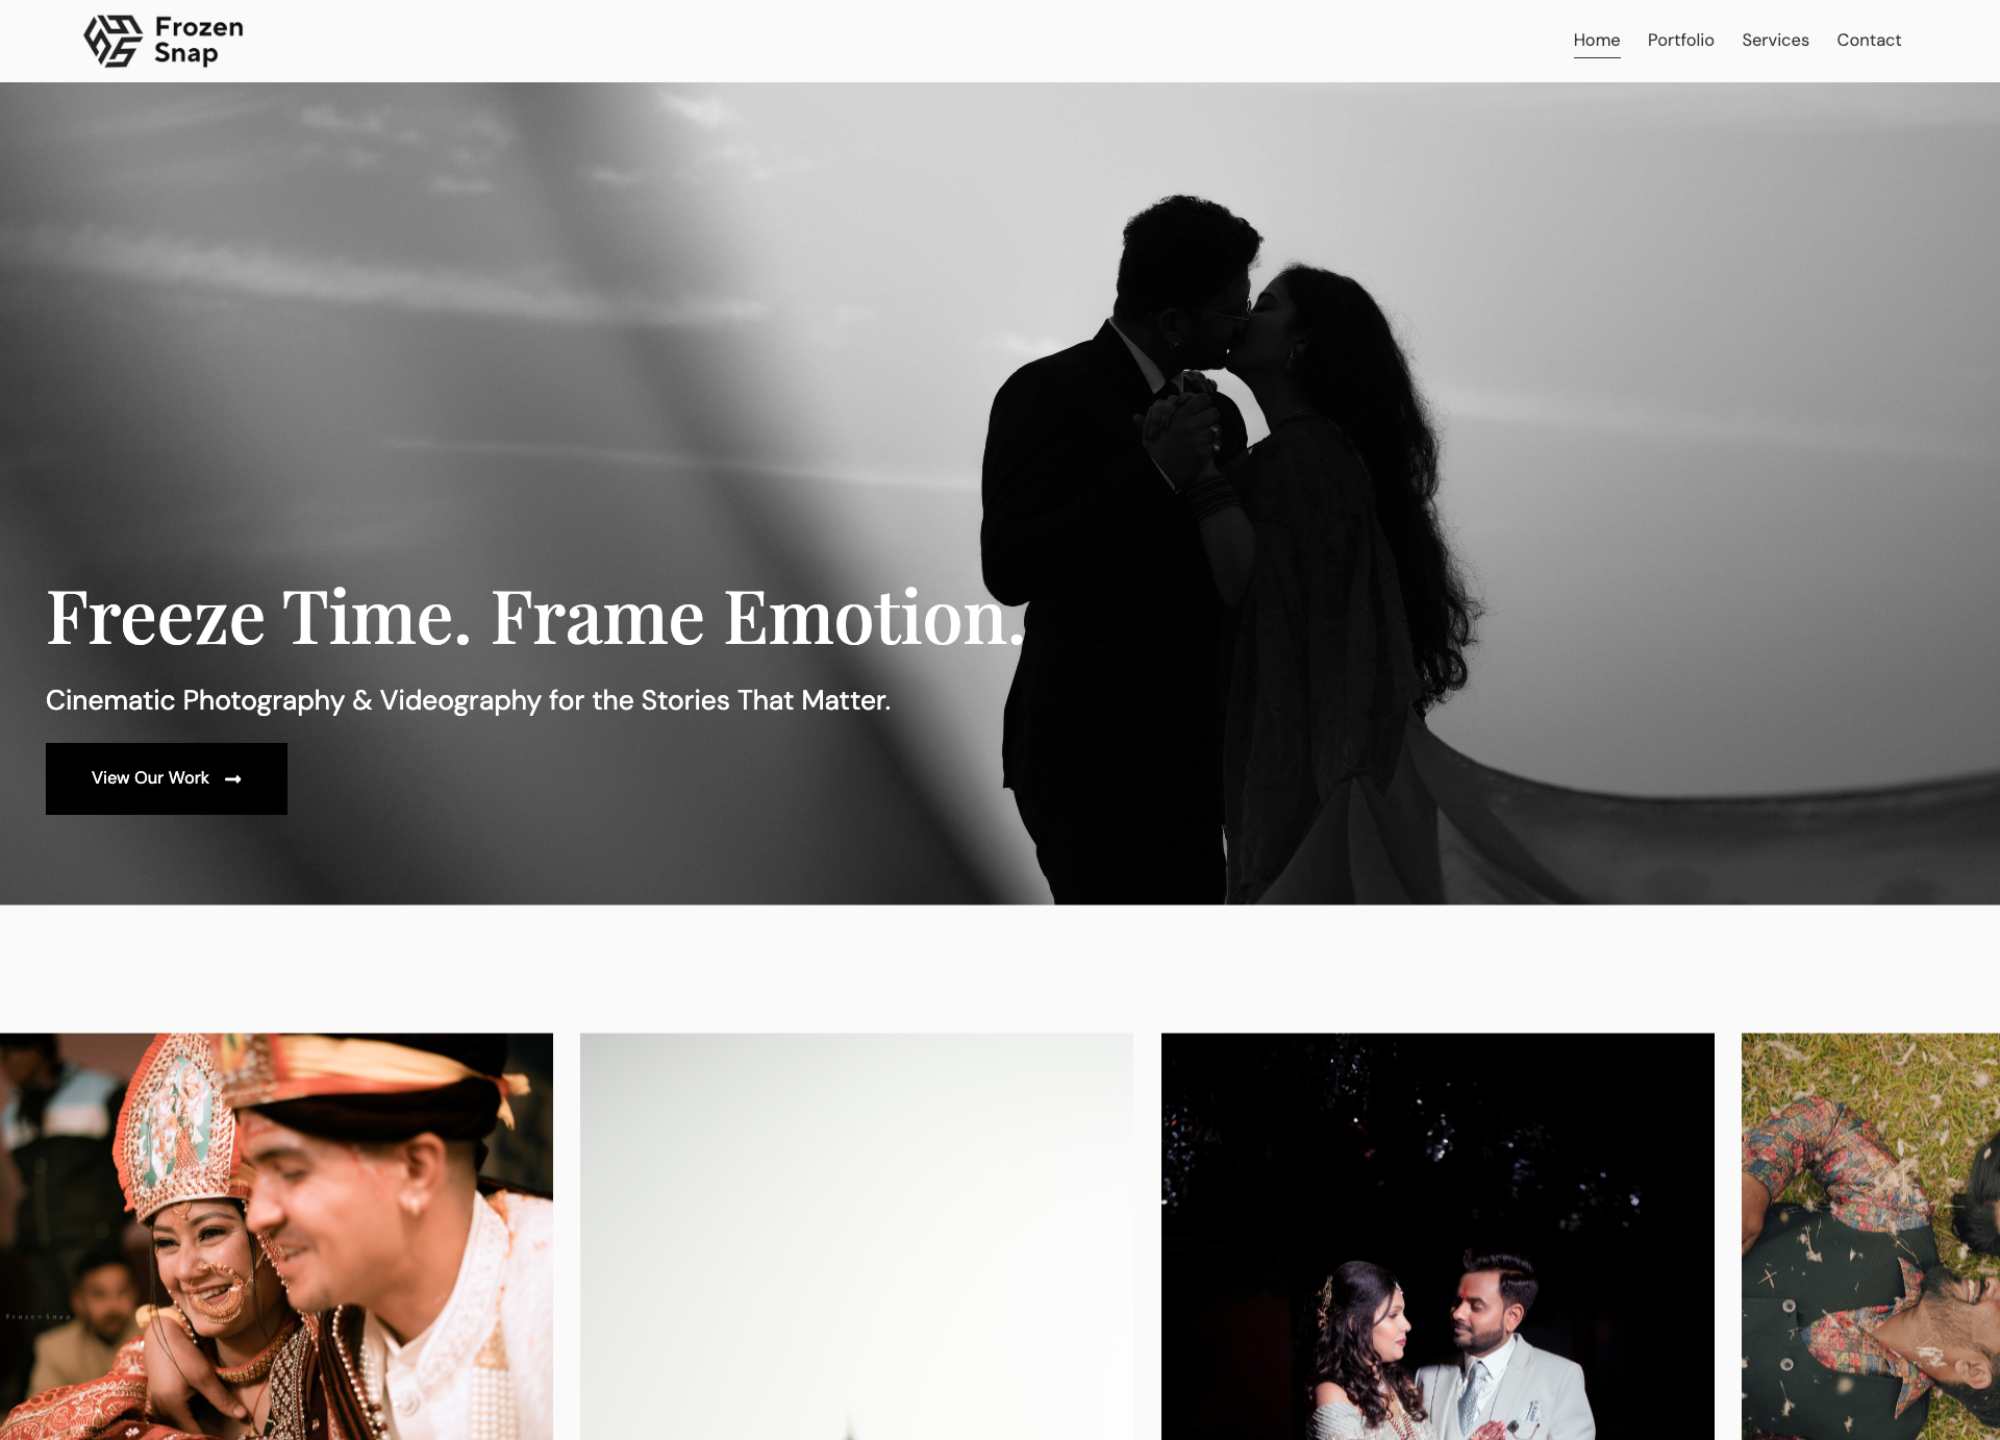 Frozen
Snap
Home
Portfolio
Services
Contact
Freeze Time. Frame Emotion.
Cinematic Photography & Videography for the Stories That Matter.
View Our Work
FrozenSnap